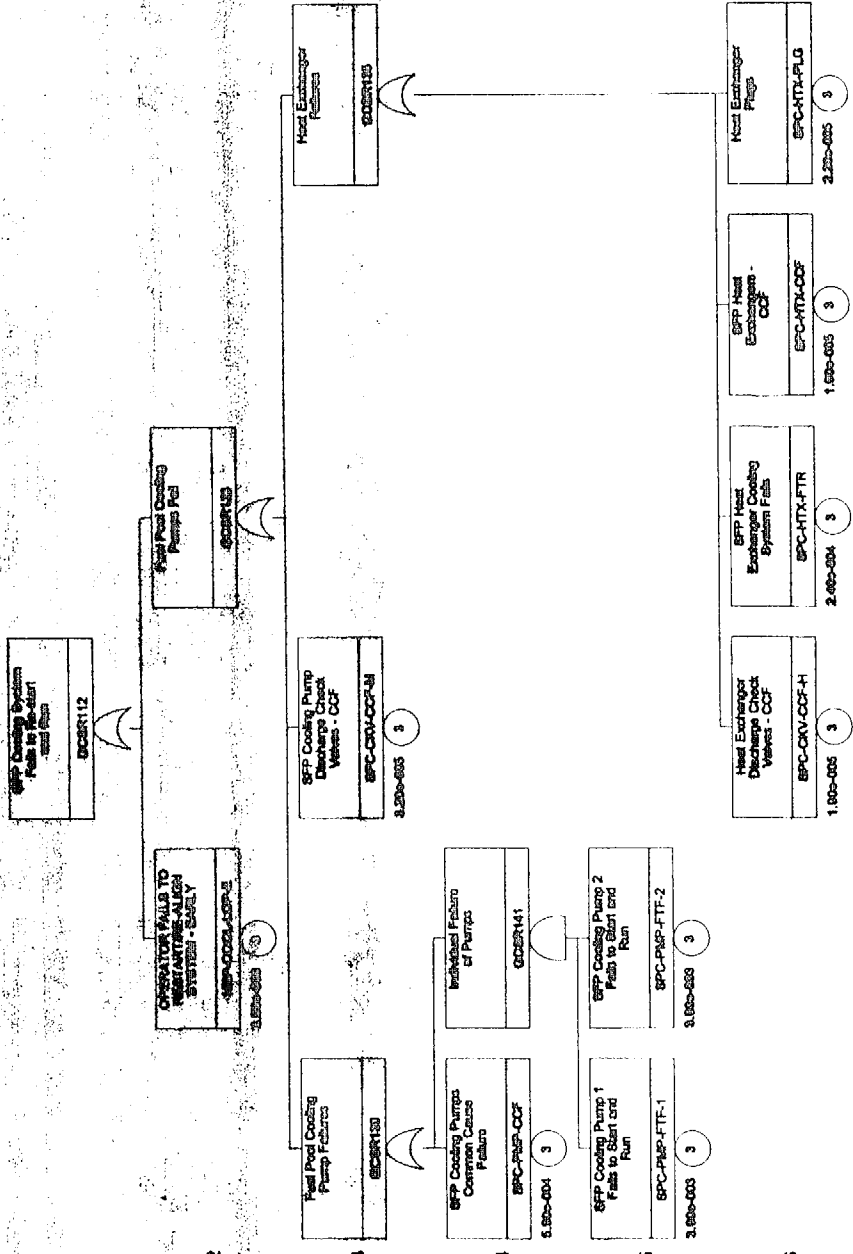 SFP Cooling System
Fails to Re-start
and Run
GCSR112
OPERATOR FAILS TO
RESTART/RE-ALIGN
SYSTEM - EARLY
Fuel Pool Cooling
Pumps Fail
Fuel Pool Cooling
Pump Failures
SFP Cooling Pump
Discharge Check
Valves - CCF
SPC-CKV-CCF-M
3.20e-005
3
Heat Exchanger
Failures
SFP Cooling Pumps
Common Cause
Failure
SPC-PMP-CCF
5.90e-004
3
Individual Failure
of Pumps
GCSR141
SFP Cooling Pump 1
Fails to Start and
Run
SPC-PMP-FTF-1
3.90e-003
3
SFP Cooling Pump 2
Fails to Start and
Run
SPC-PMP-FTF-2
3.90e-003
3
Heat Exchanger
Discharge Check
Valves - CCF
SPC-CKV-CCF-H
1.90e-005
3
SFP Heat
Exchanger Cooling
System Fails
SPC-HTX-FTR
2.40e-004
3
SFP Heat
Exchangers -
CCF
SPC-HTX-CCF
1.90e-005
3
Heat Exchanger
Plugs
SPC-HTX-PLG
2.20e-005
3